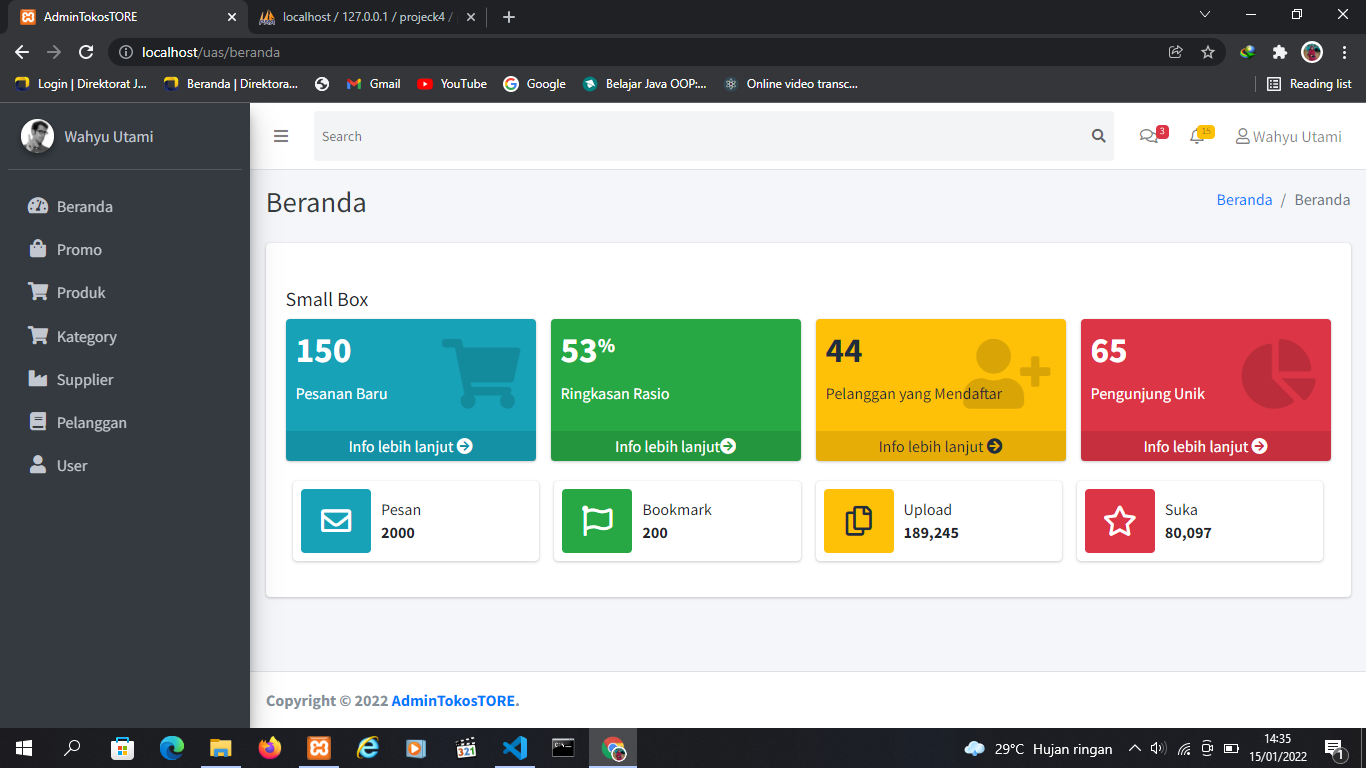 AdminTokosTORE
localhost / 127.0.0.1 / projeck4 /
localhost/uas/beranda
Login | Direktorat J...
Beranda | Direktora...
Gmail
YouTube
Google
Belajar Java OOP:...
Online video transc...
Reading list
Wahyu Utami
Search
3
15
Wahyu Utami
Beranda
Promo
Produk
Kategory
Supplier
Pelanggan
User
Beranda
Beranda / Beranda
Small Box
150
Pesanan Baru
Info lebih lanjut
53%
Ringkasan Rasio
Info lebih lanjut
44
Pelanggan yang Mendaftar
Info lebih lanjut
65
Pengunjung Unik
Info lebih lanjut
Pesan
2000
Bookmark
200
Upload
189,245
Suka
80,097
Copyright © 2022 AdminTokosTORE.
321
29°C Hujan ringan
14:35
15/01/2022
1